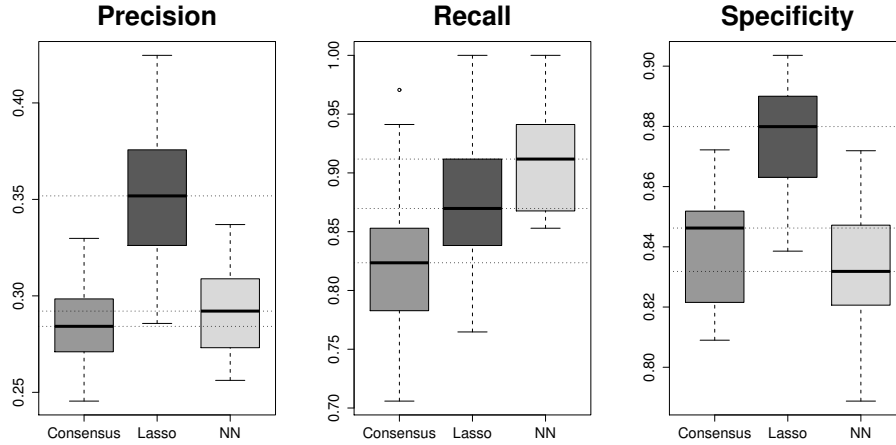 Precision
0.40
0.35
0.30
0.25
Consensus Lasso NN
Recall
1.00
0.95
0.90
0.85
0.80
0.75
0.70
Consensus Lasso NN
Specificity
0.90
0.88
0.86
0.84
0.82
0.80
Consensus Lasso NN